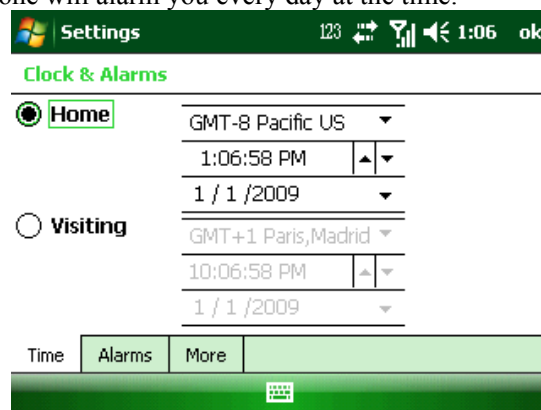 one will alarm you every day at the time.
Settings 123 1:06 ok
Clock & Alarms
Home
GMT-8 Pacific US
1:06:58 PM
1 / 1 /2009
Visiting
GMT+1 Paris,Madrid
10:06:58 PM
1 / 1 /2009
Time Alarms More